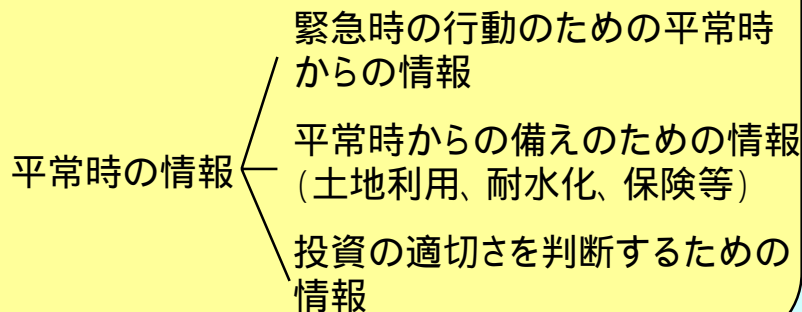 緊急時の行動のための平常時
からの情報
平常時の情報
平常時からの備えのための情報
(土地利用、耐水化、保険等)
投資の適切さを判断するための
情報